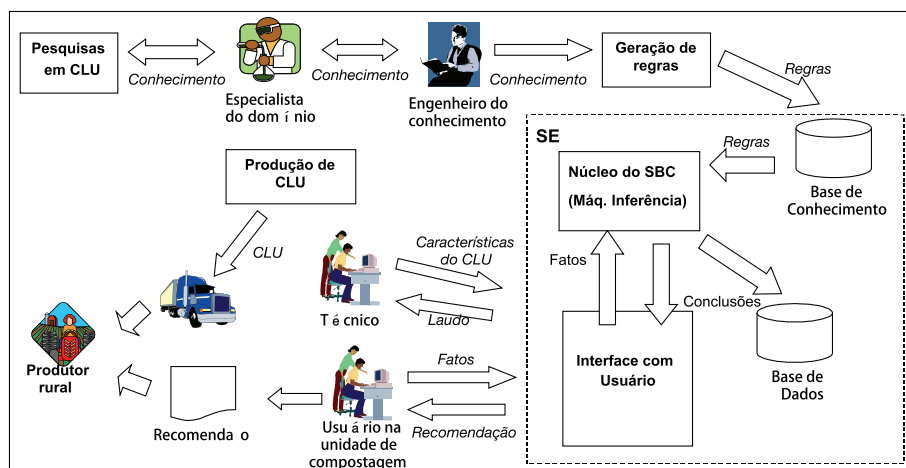 Pesquisas
em CLU
Conhecimento
Especialista
do dom í nio
Conhecimento
Engenheiro do
conhecimento
Conhecimento
Geração de
regras
Regras
SE
Regras
Base de
Conhecimento
Núcleo do SBC
(Máq. Inferência)
Produção de
CLU
CLU
Características
do CLU
T é cnico
Laudo
Fatos
Conclusões
Interface com
Usuário
Base de
Dados
Produtor
rural
Recomenda o
Fatos
Usu á rio na
unidade de
compostagem
Recomendação